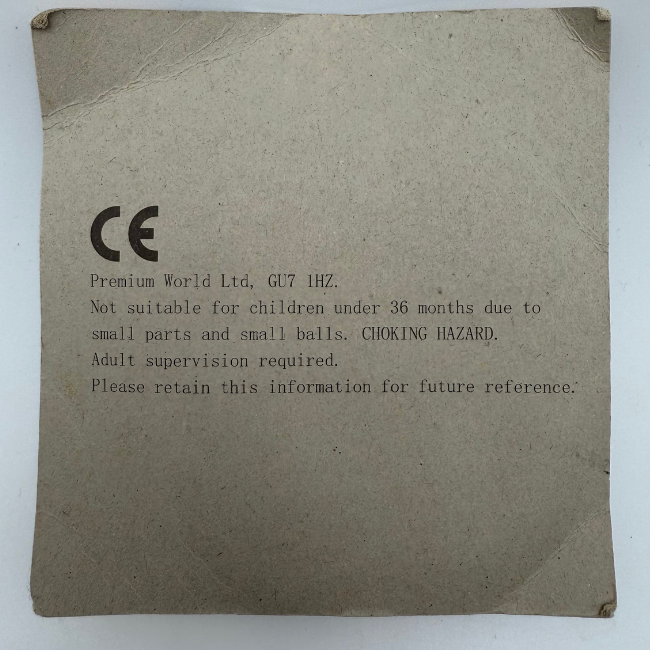 CE
Premium World Ltd, GU7 1HZ.
Not suitable for children under 36 months due to
small parts and small balls. CHOKING HAZARD.
Adult supervision required.
Please retain this information for future reference.